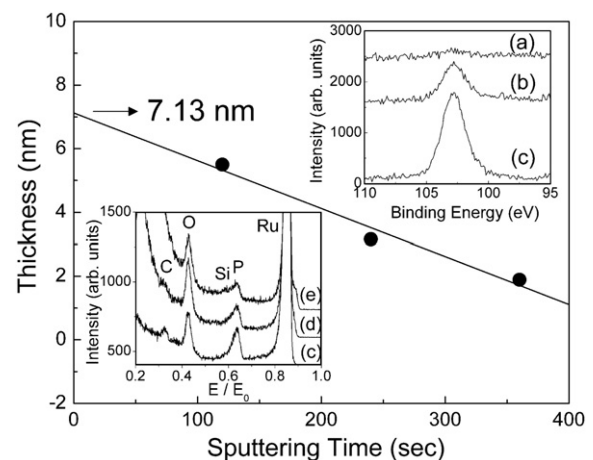 10
8
6
4
2
0
-2
Thickness (nm)
0 100 200 300 400
Sputtering Time (sec)
7.13 nm
3000
2000
1000
0
Intensity (arb. units)
110 105 100 95
Binding Energy (eV)
(a)
(b)
(c)
1500
1000
500
Intensity (arb. units)
0.2 0.4 0.6 0.8 1.0
E / E0
C
O
Si
P
Ru
(e)
(d)
(c)